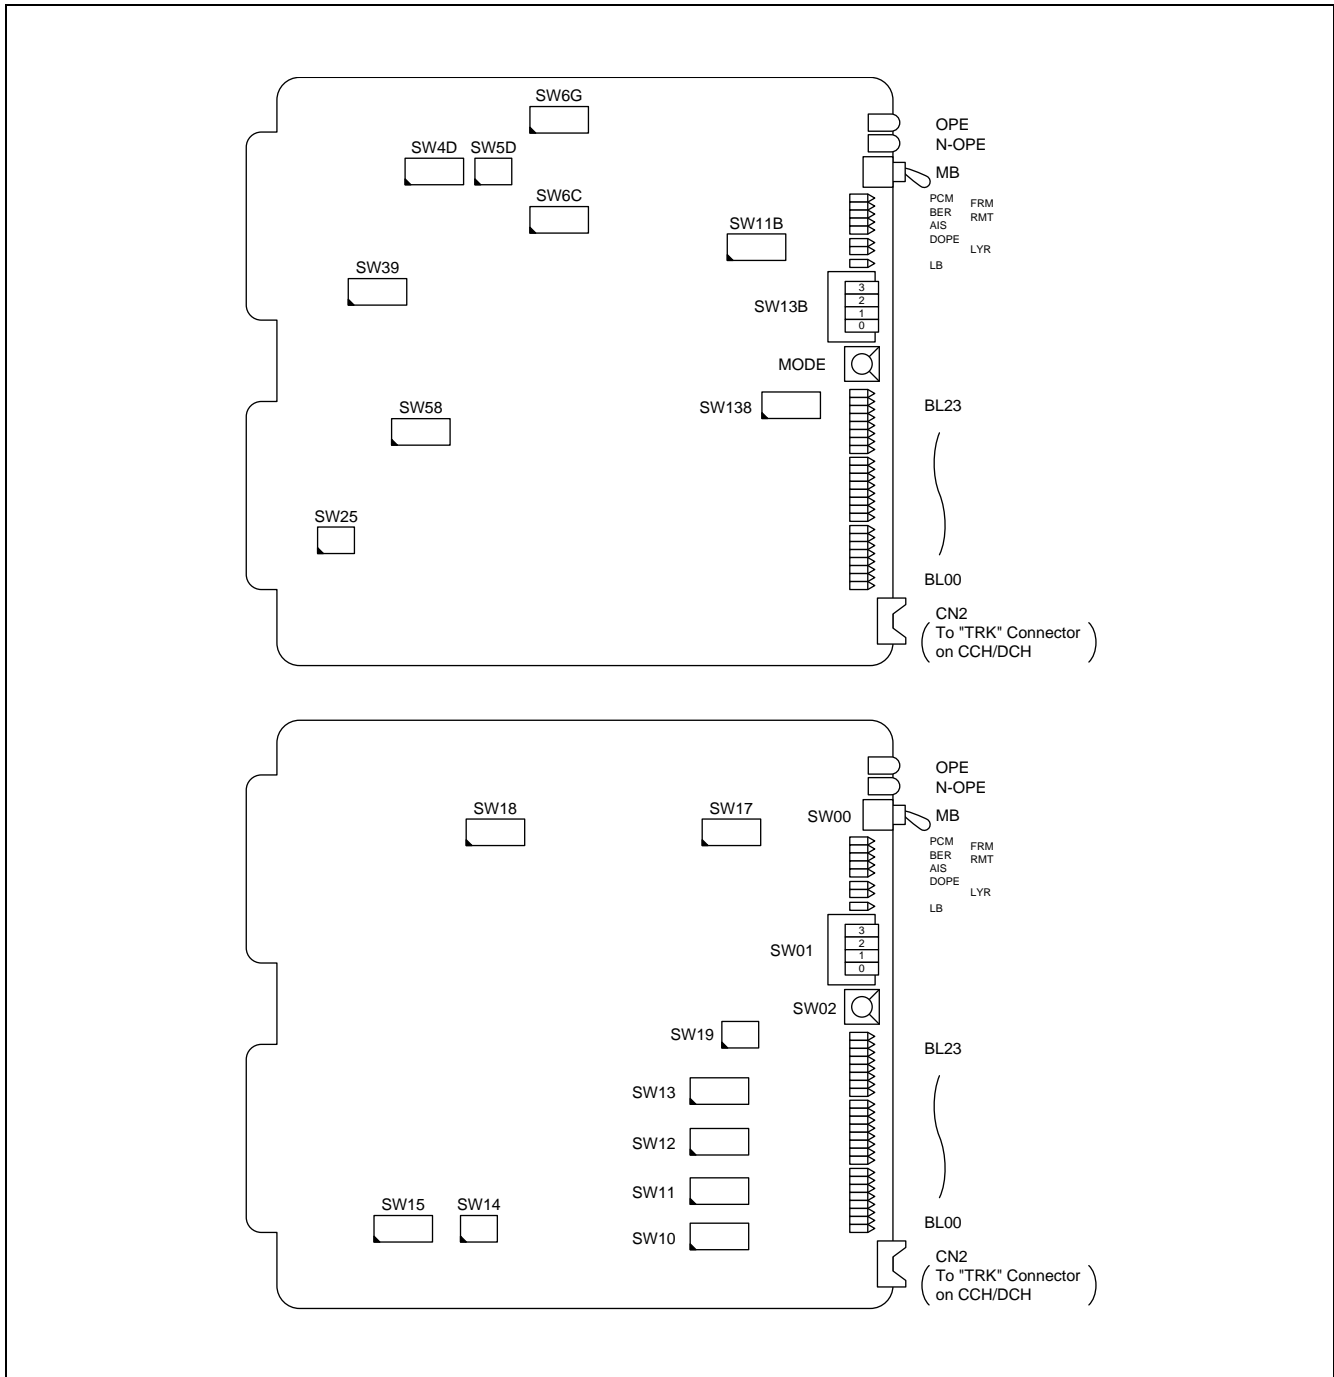 SW6G
OPE
N-OPE
SW4D SW5D
MB
PCM FRM
BER RMT
AIS
DOPE
LYR
LB
SW6C
SW11B
SW39
3
2
1
0
SW13B
MODE
SW138
BL23
SW58
SW25
BL00
CN2
To "TRK" Connector
on CCH/DCH
OPE
N-OPE
SW18 SW17 SW00 MB
PCM FRM
BER RMT
AIS
DOPE
LYR
LB
3
2
1
0
SW01
SW02
SW19
BL23
SW13
SW12
SW11
SW15 SW14
BL00
SW10
CN2
To "TRK" Connector
on CCH/DCH